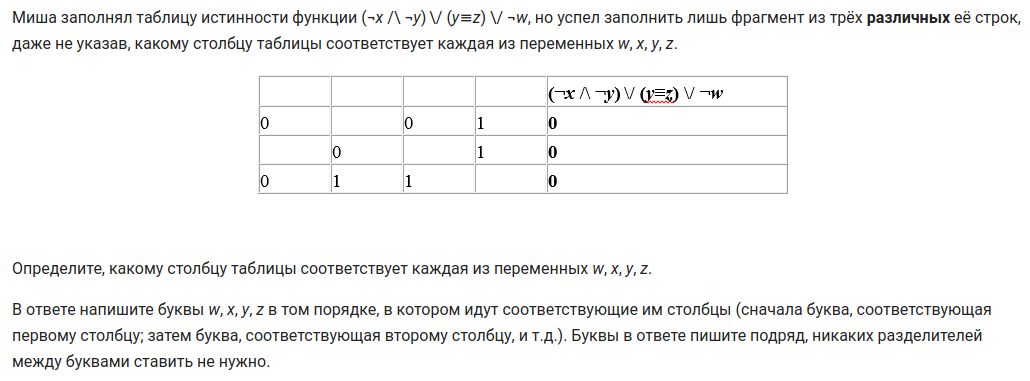 Миша заполнял таблицу истинности функции (¬x /\ ¬y) \/ (y≡z) \/ ¬w, но успел заполнить лишь фрагмент из трёх различных её строк,
даже не указав, какому столбцу таблицы соответствует каждая из переменных w, x, y, z.
(¬x /\ ¬y) \/ (y≡z) \/ ¬w
0 0 1 0
0 1 0
0 1 1 0
Определите, какому столбцу таблицы соответствует каждая из переменных w, x, y, z.
В ответе напишите буквы w, x, y, z в том порядке, в котором идут соответствующие им столбцы (сначала буква, соответствующая
первому столбцу; затем буква, соответствующая второму столбцу, и т.д.). Буквы в ответе пишите подряд, никаких разделителей
между буквами ставить не нужно.